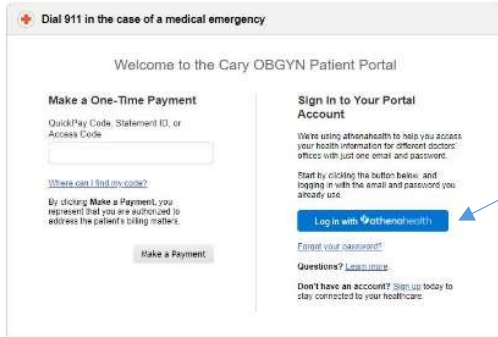 Dial 911 in the case of a medical emergency
Welcome to the Cary OBGYN Patient Portal
Make a One-Time Payment
QuickPay Code, Statement ID, or
Access Code
Where can I find my code?
By clicking Make a Payment, you
represent that you are authorized to
address the patient's billing matters.
Make a Payment
Sign In to Your Portal
Account
We're using athenahealth to help you access
your health information for different doctors'
offices with just one email and password.
Start by clicking the button below and
logging in with the email and password you
already use.
Log in with athenahealth
Forgot your password?
Questions? Learn more.
Don't have an account? Sign up today to
stay connected to your healthcare.